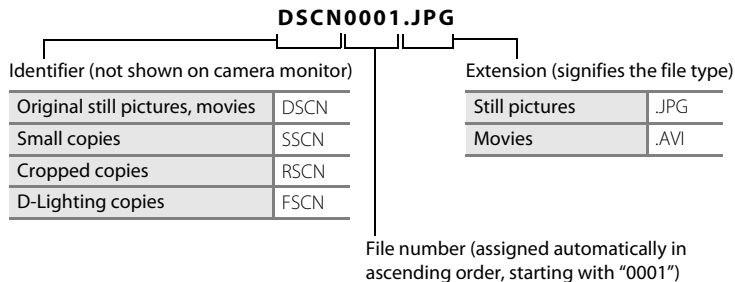 DSCN0001.JPG
Identifier (not shown on camera monitor)
Original still pictures, movies DSCN
Small copies SSCN
Cropped copies RSCN
D-Lighting copies FSCN
Extension (signifies the file type)
Still pictures .JPG
Movies .AVI
File number (assigned automatically in
ascending order, starting with “0001”)